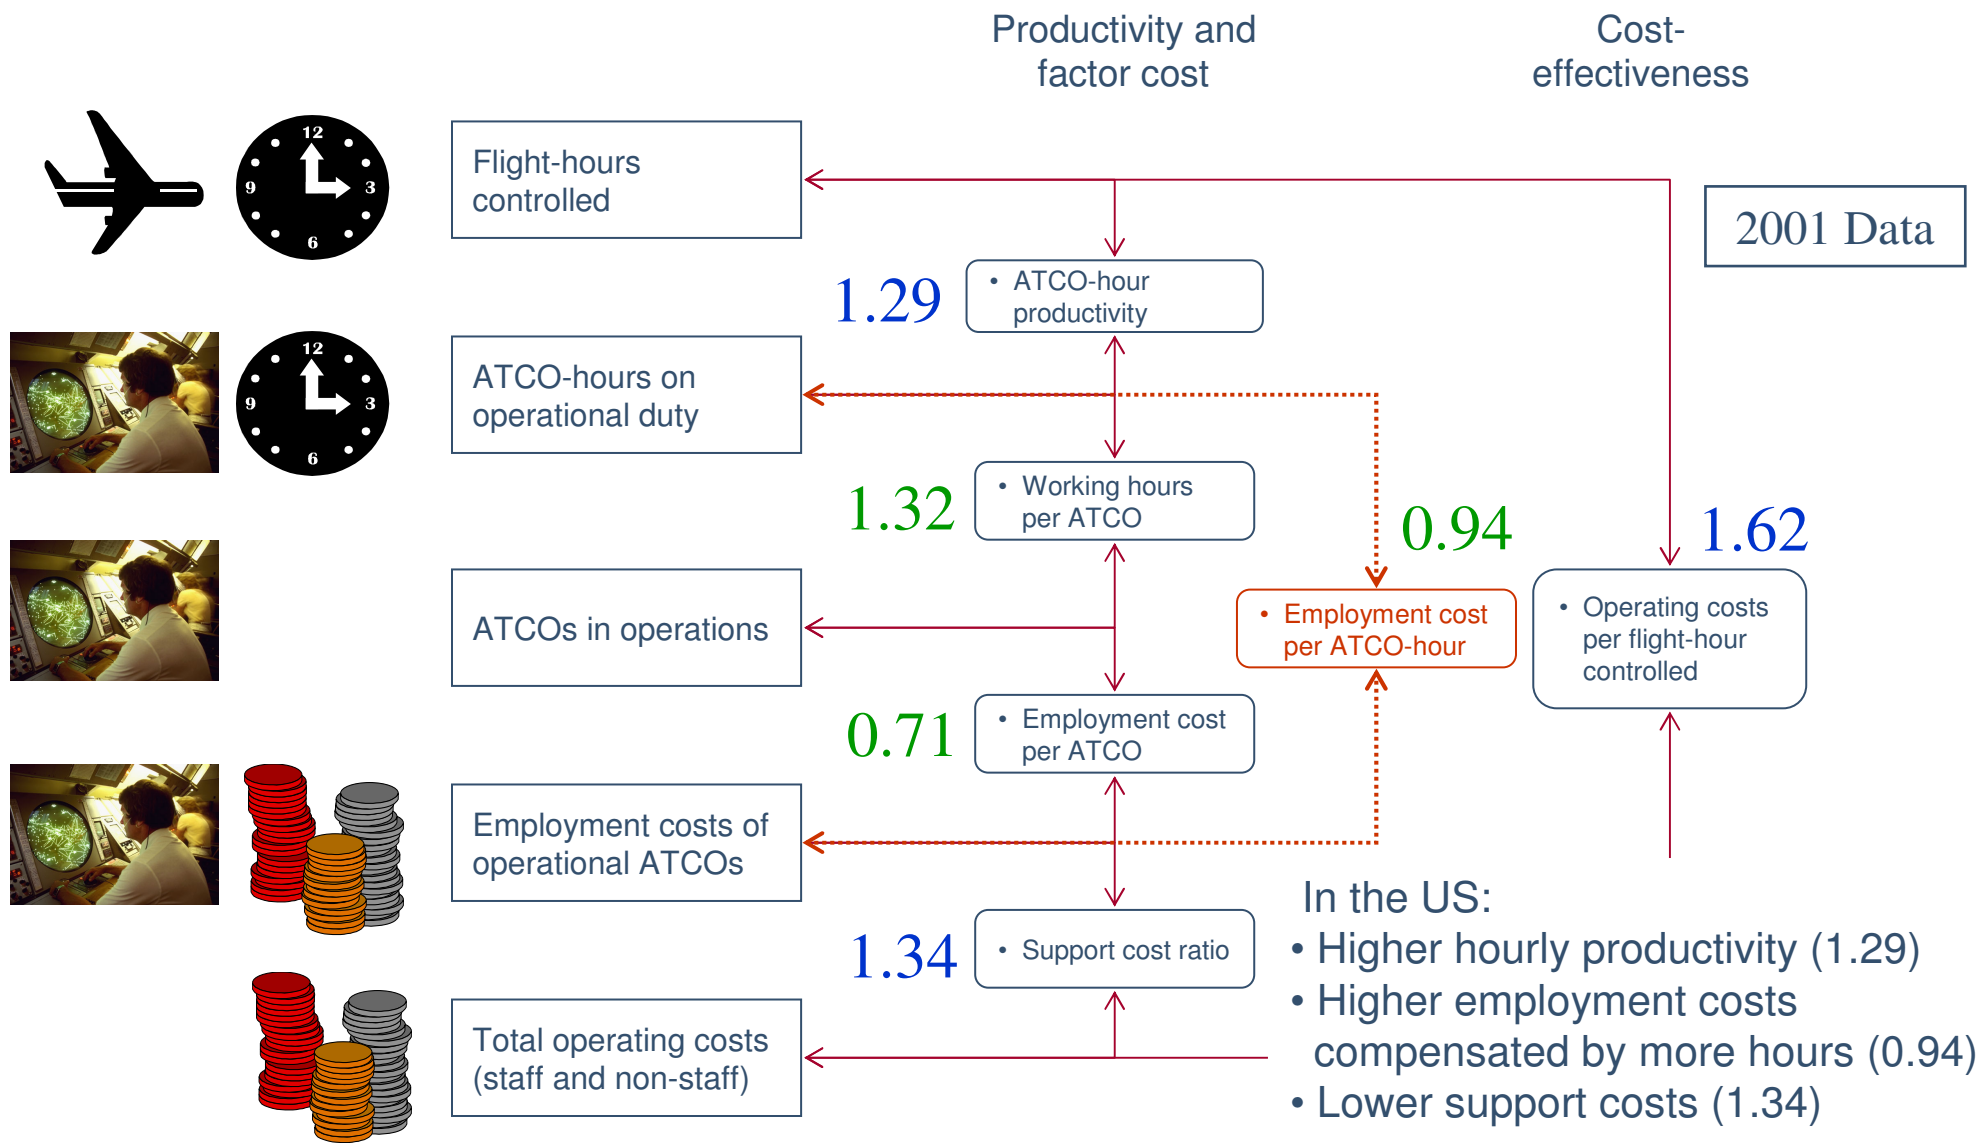 Productivity and
factor cost
Cost-
effectiveness
12
9
3
6
Flight-hours
controlled
2001 Data
1.29
• ATCO-hour
productivity
12
9
3
6
ATCO-hours on
operational duty
1.32
• Working hours
per ATCO
0.94
1.62
ATCOs in operations
• Employment cost
per ATCO-hour
• Operating costs
per flight-hour
controlled
0.71
• Employment cost
per ATCO
Employment costs of
operational ATCOs
1.34
• Support cost ratio
Total operating costs
(staff and non-staff)
In the US:
• Higher hourly productivity (1.29)
• Higher employment costs
compensated by more hours (0.94)
• Lower support costs (1.34)